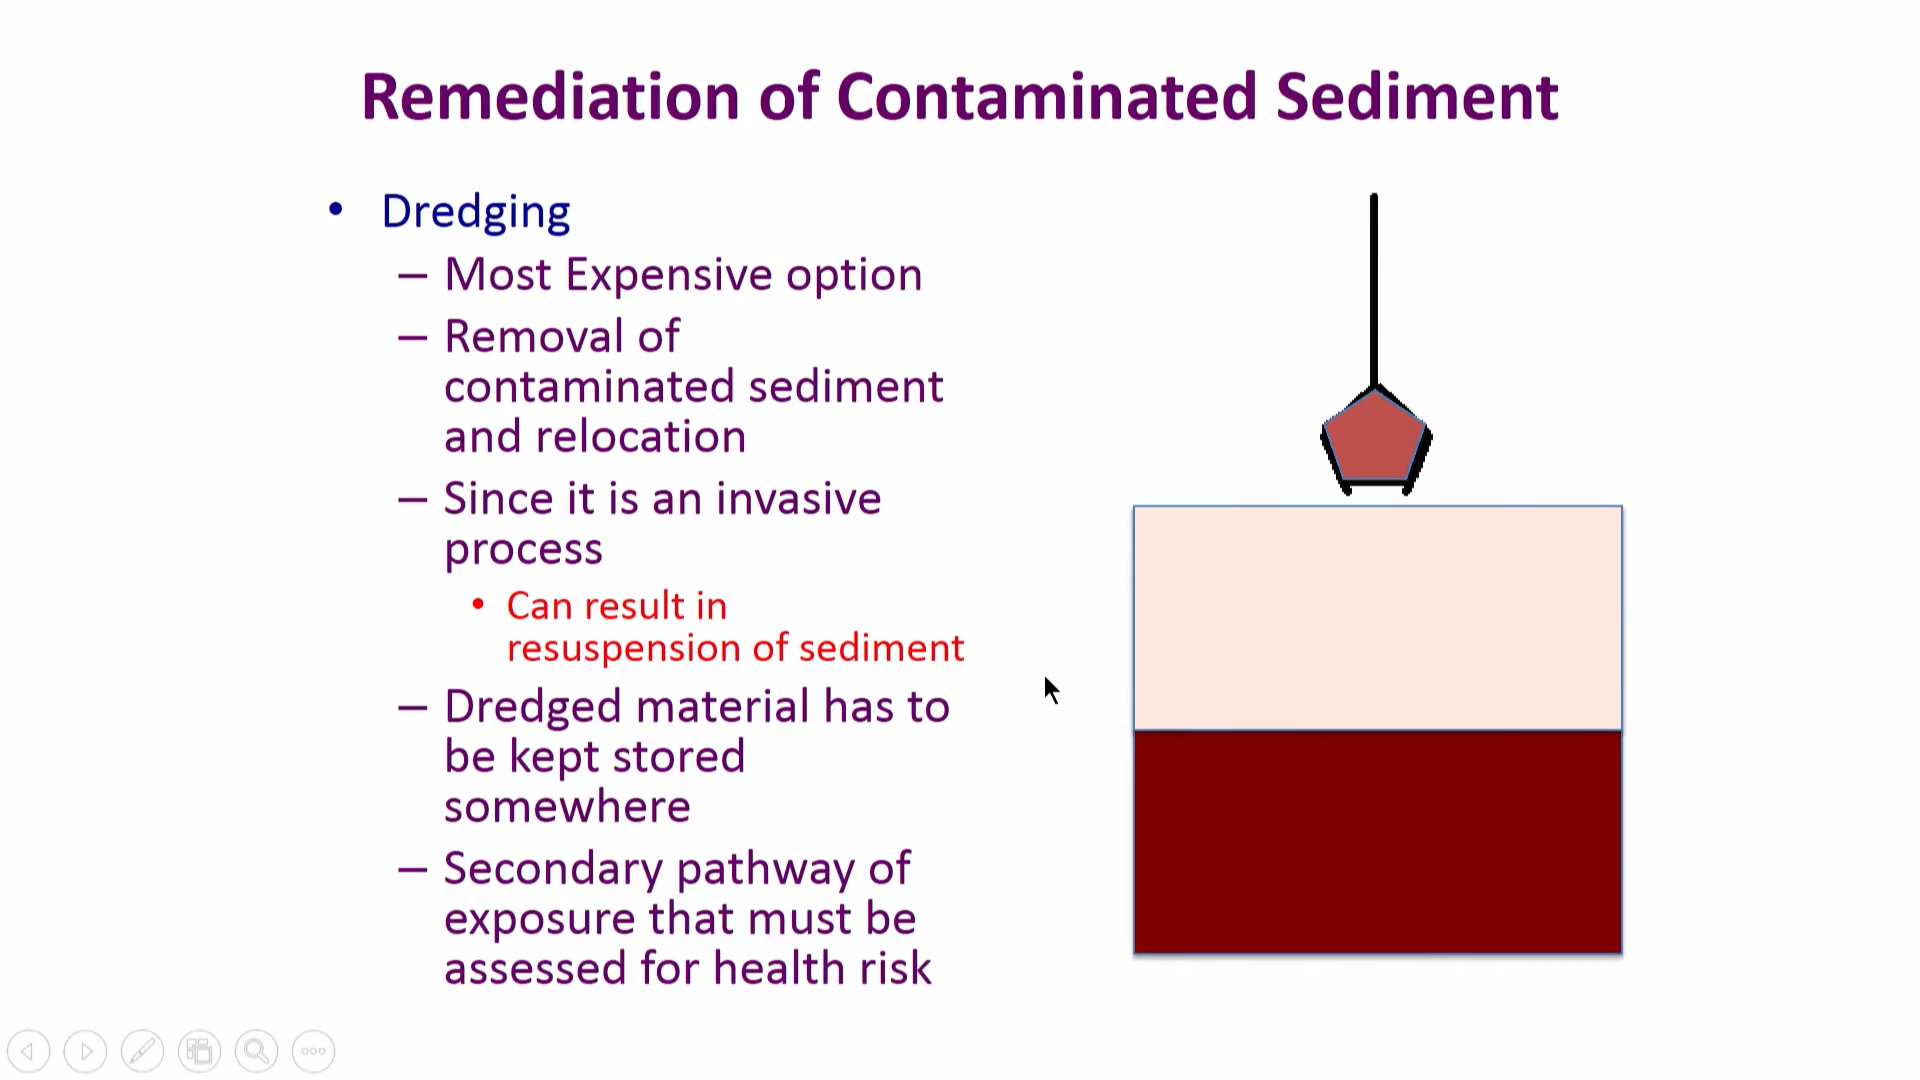 Remediation of Contaminated Sediment
• Dredging
– Most Expensive option
– Removal of
contaminated sediment
and relocation
– Since it is an invasive
process
• Can result in
resuspension of sediment
– Dredged material has to
be kept stored
somewhere
– Secondary pathway of
exposure that must be
assessed for health risk